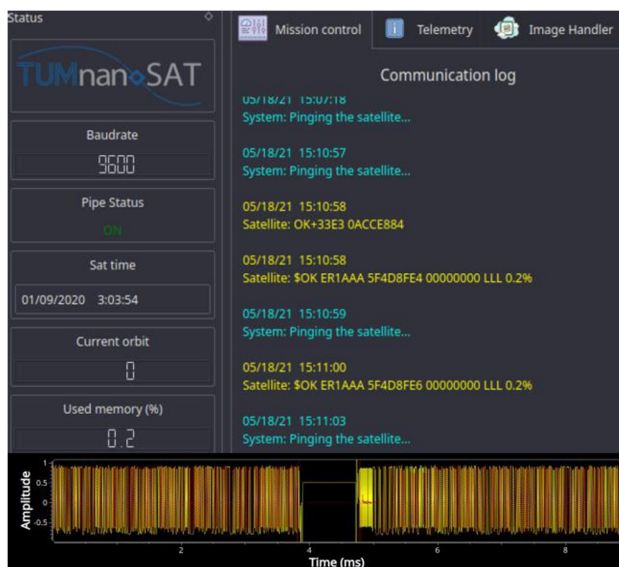 Status
TUMnanoSAT
Baudrate
9600
Pipe Status
ON
Sat time
01/09/2020 3:03:54
Current orbit
0
Used memory (%)
0.2
Mission control
Telemetry
Image Handler
Communication log
05/18/21 15:07:18
System: Pinging the satellite...
05/18/21 15:10:57
System: Pinging the satellite...
05/18/21 15:10:58
Satellite: OK+33E3 0ACCE884
05/18/21 15:10:58
Satellite: $OK ER1AAA 5F4D8FE4 00000000 LLL 0.2%
05/18/21 15:10:59
System: Pinging the satellite...
05/18/21 15:11:00
Satellite: $OK ER1AAA 5F4D8FE6 00000000 LLL 0.2%
05/18/21 15:11:03
System: Pinging the satellite...
Amplitude
1
0.5
0
-0.5
2 4 6 8
Time (ms)